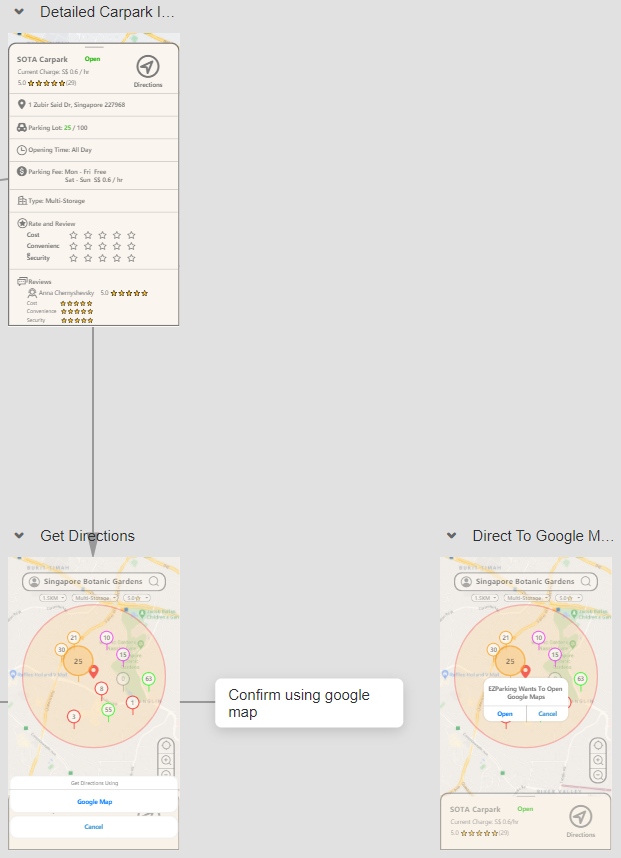 Detailed Carpark I...
SOTA Carpark Open
Current Charge: S$ 0.6 / hr
5.0 (29)
Directions
1 Zubir Said Dr, Singapore 227968
Parking Lot: 25 / 100
Opening Time: All Day
Parking Fee: Mon - Fri Free
Sat - Sun S$ 0.6 / hr
Type: Multi-Storage
Rate and Review
Cost
Convenienc
e
Security
Reviews
Anna Chernyshevsky 5.0
Cost
Convenience
Security
Get Directions
Singapore Botanic Gardens
1.5KM Multi-Storage 5.0
21
10
30
15
25
0
63
8
1
55
3
Get Directions Using
Google Map
Cancel
Confirm using google
map
Direct To Google M...
Singapore Botanic Gardens
1.5KM Multi-Storage 5.0
21
10
30
15
25
0
63
EZParking Wants To Open
Google Maps
Open Cancel
RIVER VALLEY
SOTA Carpark Open
Current Charge: S$ 0.6/hr
5.0 (29)
Directions